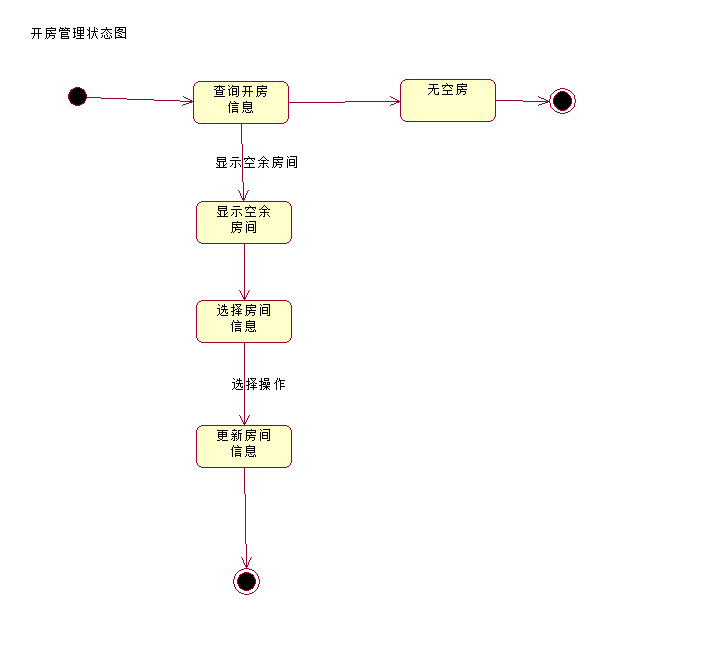 开房管理状态图
查询开房
信息
无空房
显示空余房间
显示空余
房间
选择房间
信息
选择操作
更新房间
信息